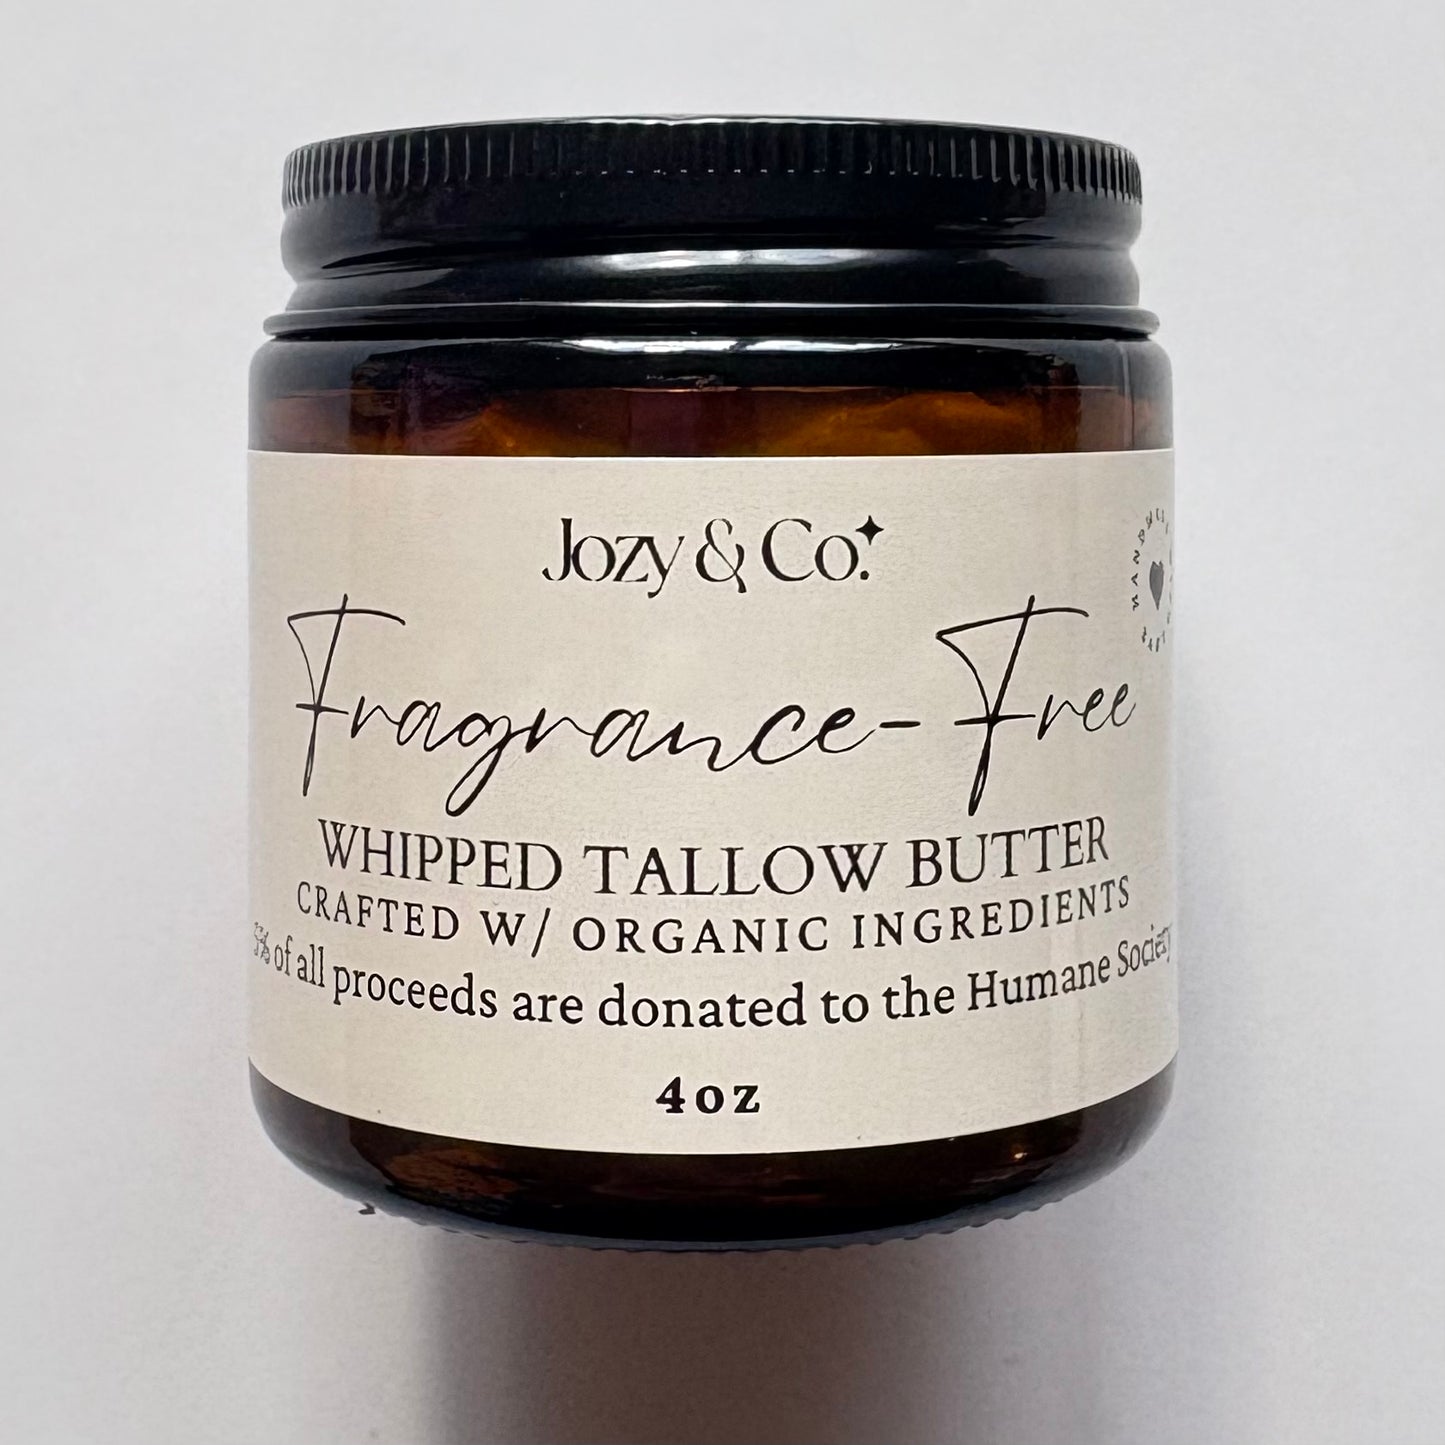 Jozy & Co.
Fragrance-Free
WHIPPED TALLOW BUTTER
CRAFTED W/ ORGANIC INGREDIENTS
5% of all proceeds are donated to the Humane Society
4oz